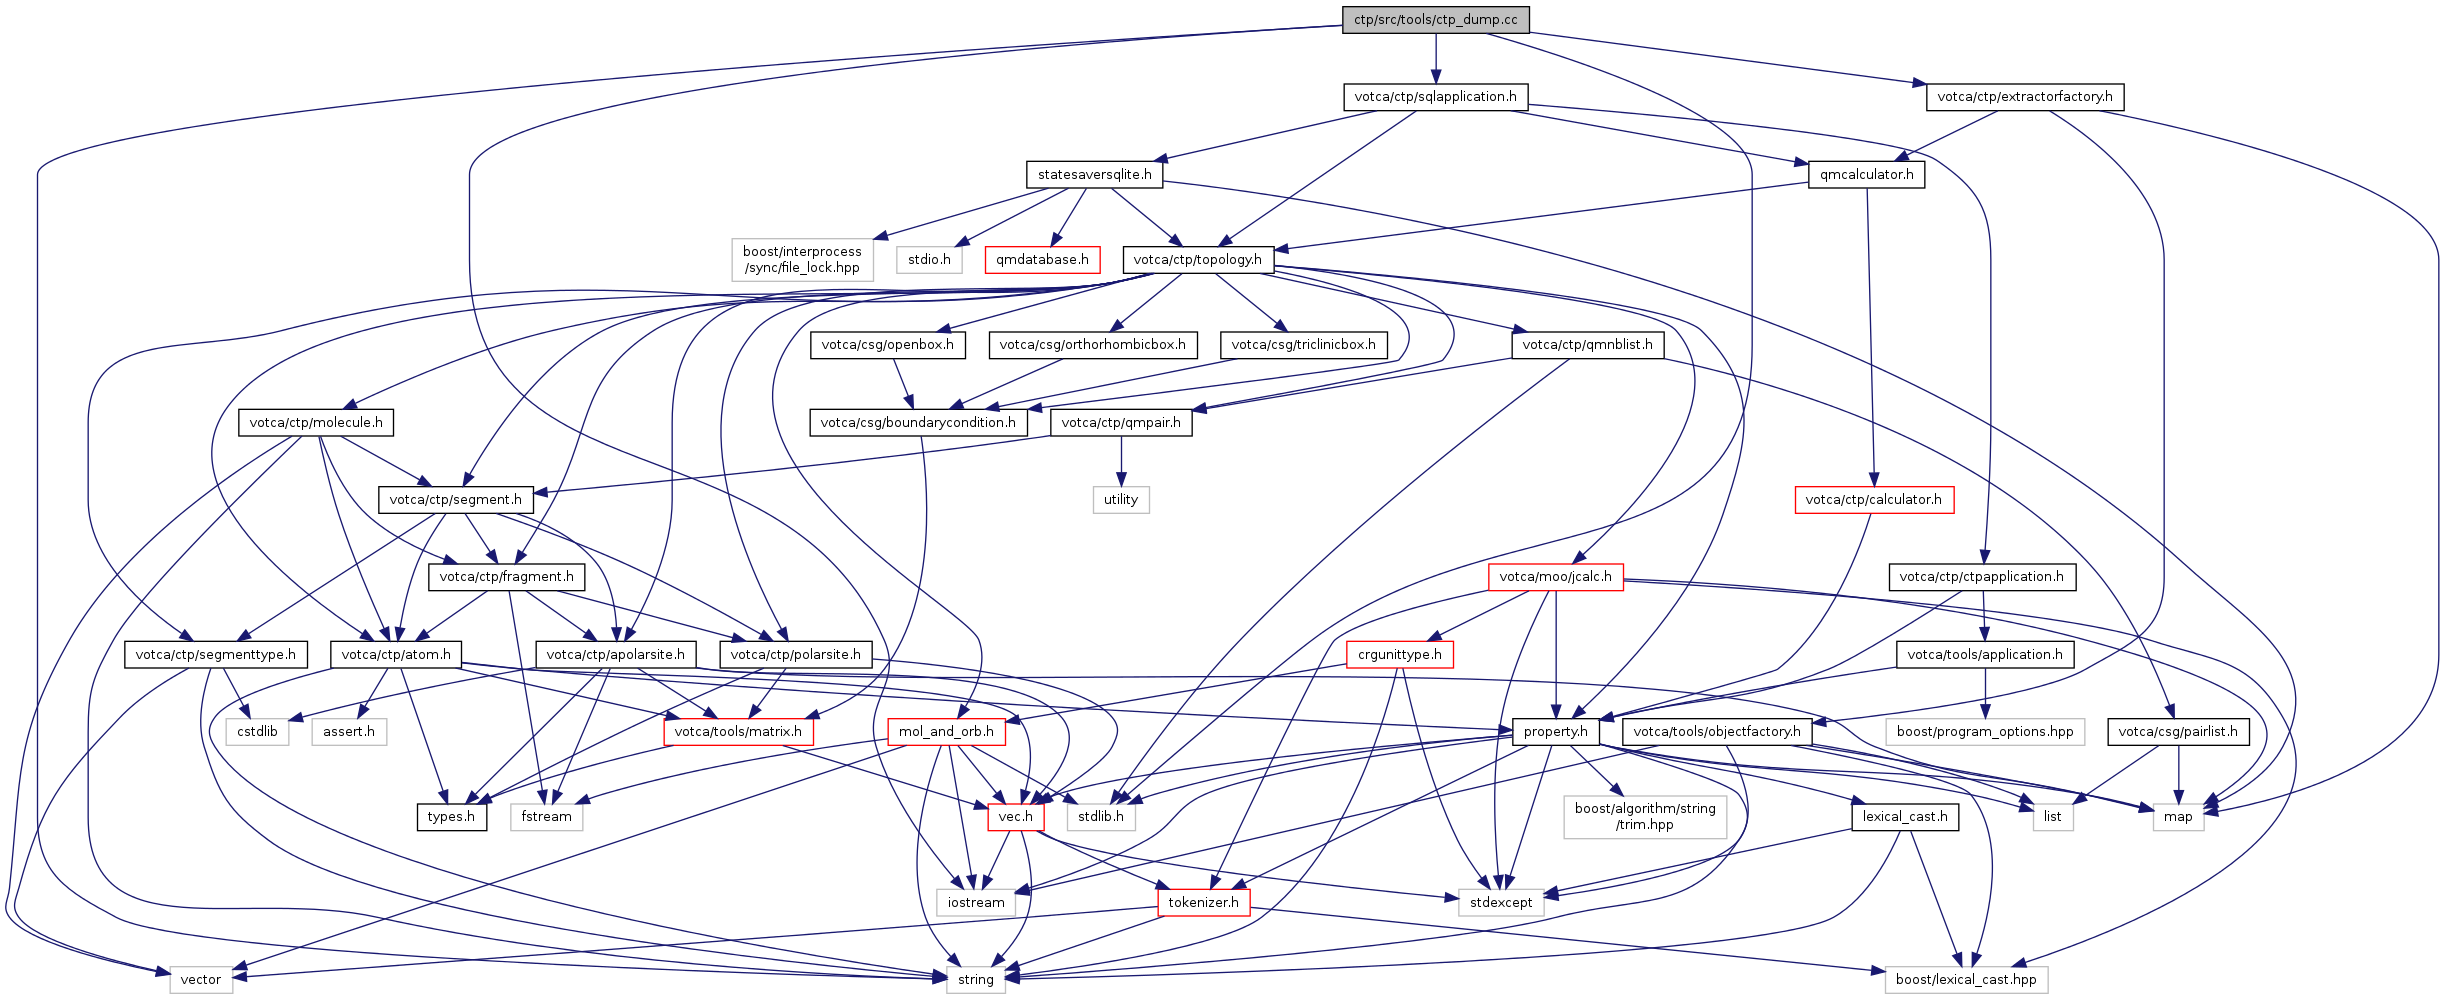 ctp/src/tools/ctp_dump.cc
votca/ctp/sqlapplication.h
votca/ctp/extractorfactory.h
statesaversqlite.h
qmcalculator.h
boost/interprocess
/sync/file_lock.hpp
stdio.h
qmdatabase.h
votca/ctp/topology.h
votca/csg/openbox.h
votca/csg/orthorhombicbox.h
votca/csg/triclinicbox.h
votca/ctp/qmnblist.h
votca/ctp/molecule.h
votca/csg/boundarycondition.h
votca/ctp/qmpair.h
votca/ctp/segment.h
utility
votca/ctp/calculator.h
votca/ctp/fragment.h
votca/moo/jcalc.h
votca/ctp/ctpapplication.h
votca/ctp/segmenttype.h
votca/ctp/atom.h
votca/ctp/apolarsite.h
votca/ctp/polarsite.h
crgunittype.h
votca/tools/application.h
cstdlib
assert.h
votca/tools/matrix.h
mol_and_orb.h
property.h
votca/tools/objectfactory.h
boost/program_options.hpp
votca/csg/pairlist.h
types.h
fstream
vec.h
stdlib.h
boost/algorithm/string
/trim.hpp
lexical_cast.h
list
map
iostream
tokenizer.h
stdexcept
vector
string
boost/lexical_cast.hpp